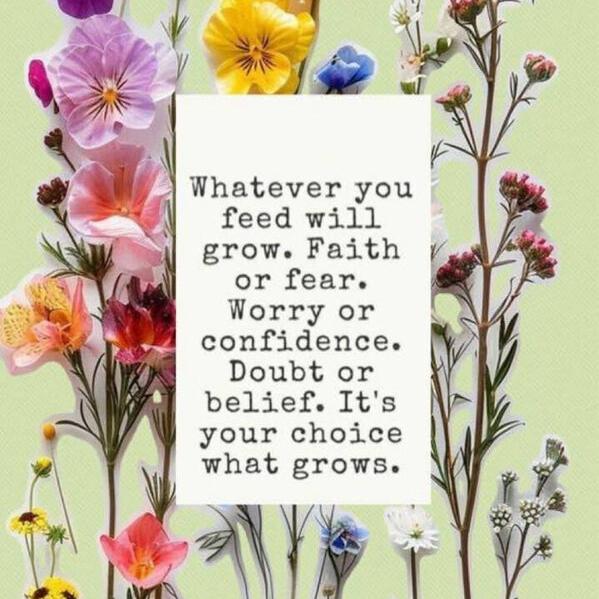 Whatever you
feed will
grow. Faith
or fear.
Worry or
confidence.
Doubt or
belief. It's
your choice
what grows.